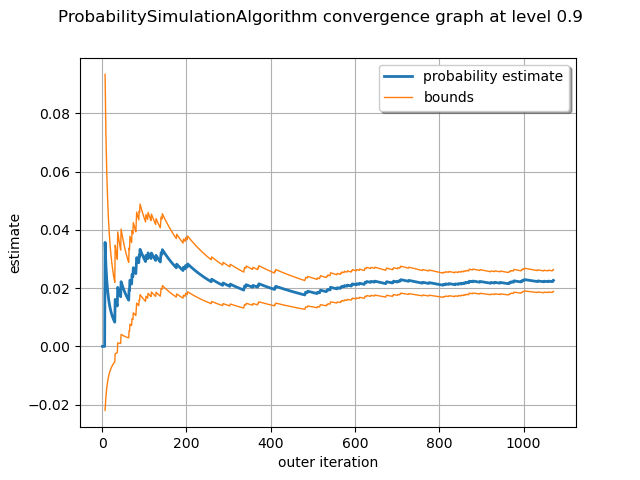 ProbabilitySimulationAlgorithm convergence graph at level 0.9
probability estimate
bounds
estimate
0.08
0.06
0.04
0.02
0.00
−0.02
0
200
400
600
800
1000
outer iteration